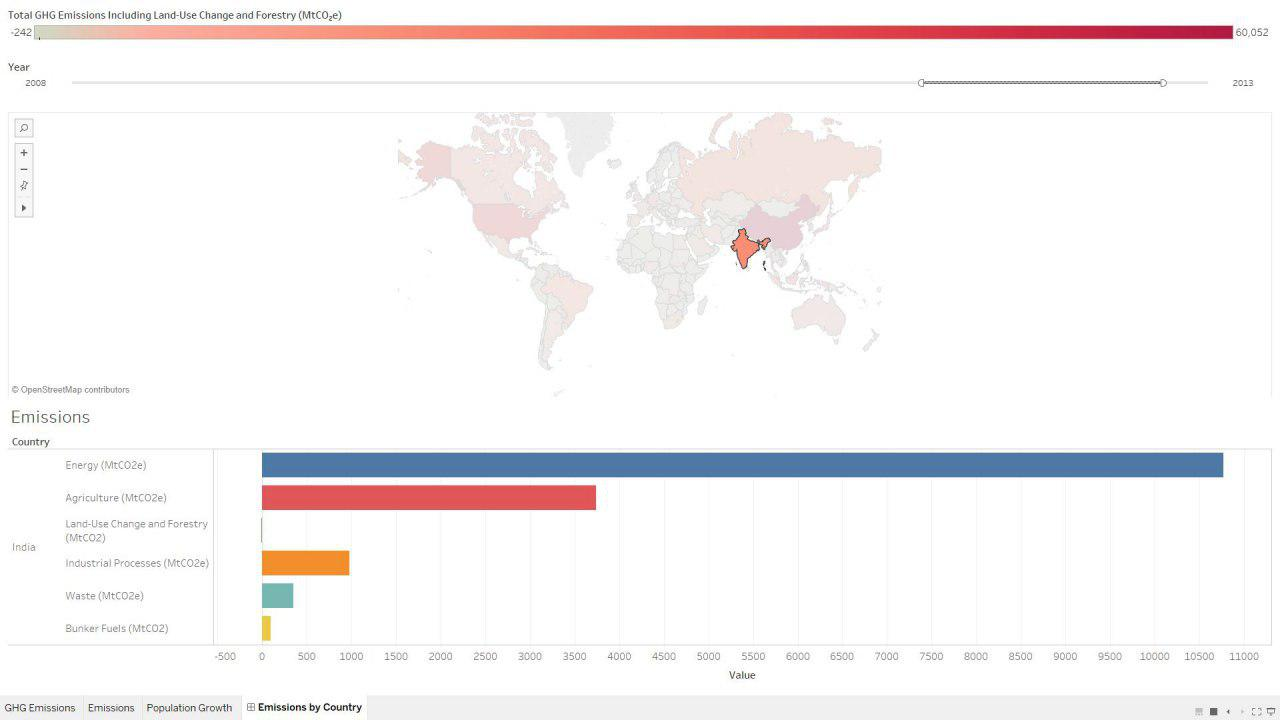 Total GHG Emissions Including Land-Use Change and Forestry (MtCO₂e)
-242 60,052
Year
2008 2013
© OpenStreetMap contributors
Emissions
Country
India
Energy (MtCO2e)
Agriculture (MtCO2e)
Land-Use Change and Forestry
(MtCO2)
Industrial Processes (MtCO2e)
Waste (MtCO2e)
Bunker Fuels (MtCO2)
-500 0 500 1000 1500 2000 2500 3000 3500 4000 4500 5000 5500 6000 6500 7000 7500 8000 8500 9000 9500 10000 10500 11000
Value
GHG Emissions Emissions Population Growth Emissions by Country